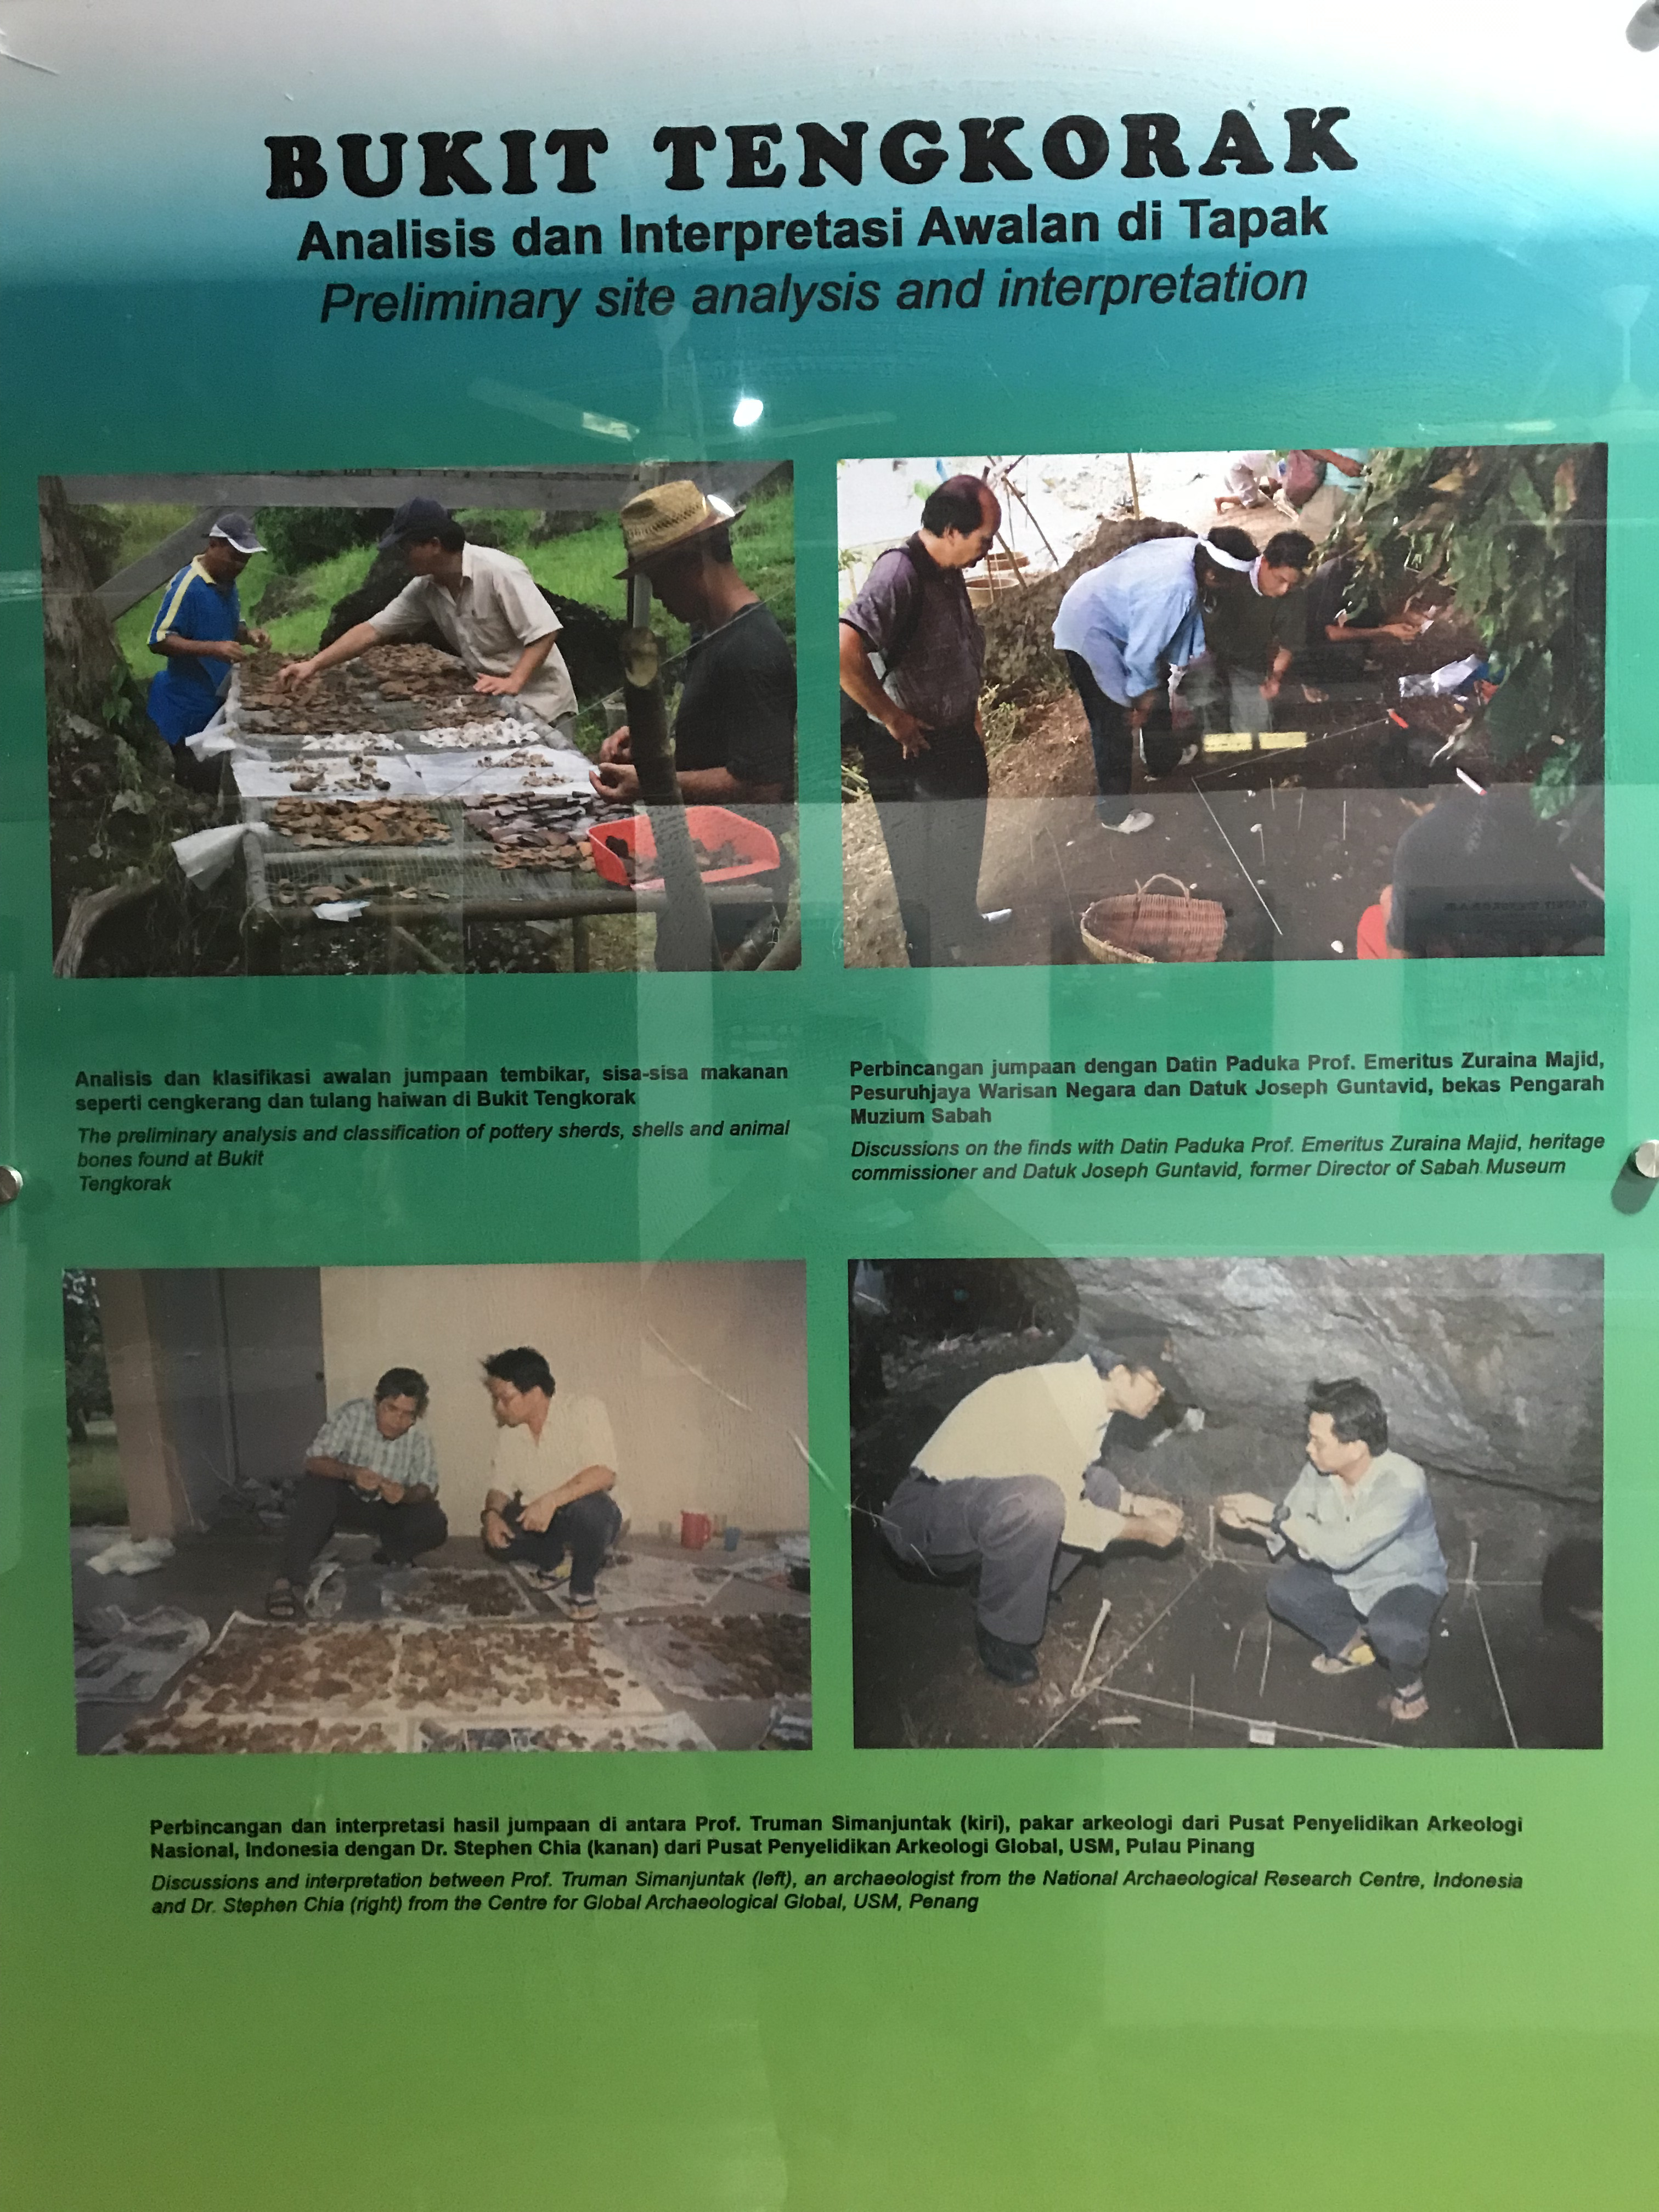 BUKIT TENGKORAK
Analisis dan Interpretasi Awalan di Tapak
Preliminary site analysis and interpretation
Analisis dan klasifikasi awalan jumpaan tembikar, sisa-sisa makanan
seperti cengkerang dan tulang haiwan di Bukit Tengkorak
The preliminary analysis and classification of pottery sherds, shells and animal
bones found at Bukit
Tengkorak
Perbincangan jumpaan dengan Datin Paduka Prof. Emeritus Zuraina Majid,
Pesuruhjaya Warisan Negara dan Datuk Joseph Guntavid, bekas Pengarah
Muzium Sabah
Discussions on the finds with Datin Paduka Prof. Emeritus Zuraina Majid, heritage
commissioner and Datuk Joseph Guntavid, former Director of Sabah Museum
Perbincangan dan interpretasi hasil jumpaan di antara Prof. Truman Simanjuntak (kiri), pakar arkeologi dari Pusat Penyelidikan Arkeologi
Nasional, Indonesia dengan Dr. Stephen Chia (kanan) dari Pusat Penyelidikan Arkeologi Global, USM, Pulau Pinang
Discussions and interpretation between Prof. Truman Simanjuntak (left), an archaeologist from the National Archaeological Research Centre, Indonesia
and Dr. Stephen Chia (right) from the Centre for Global Archaeological Global, USM, Penang